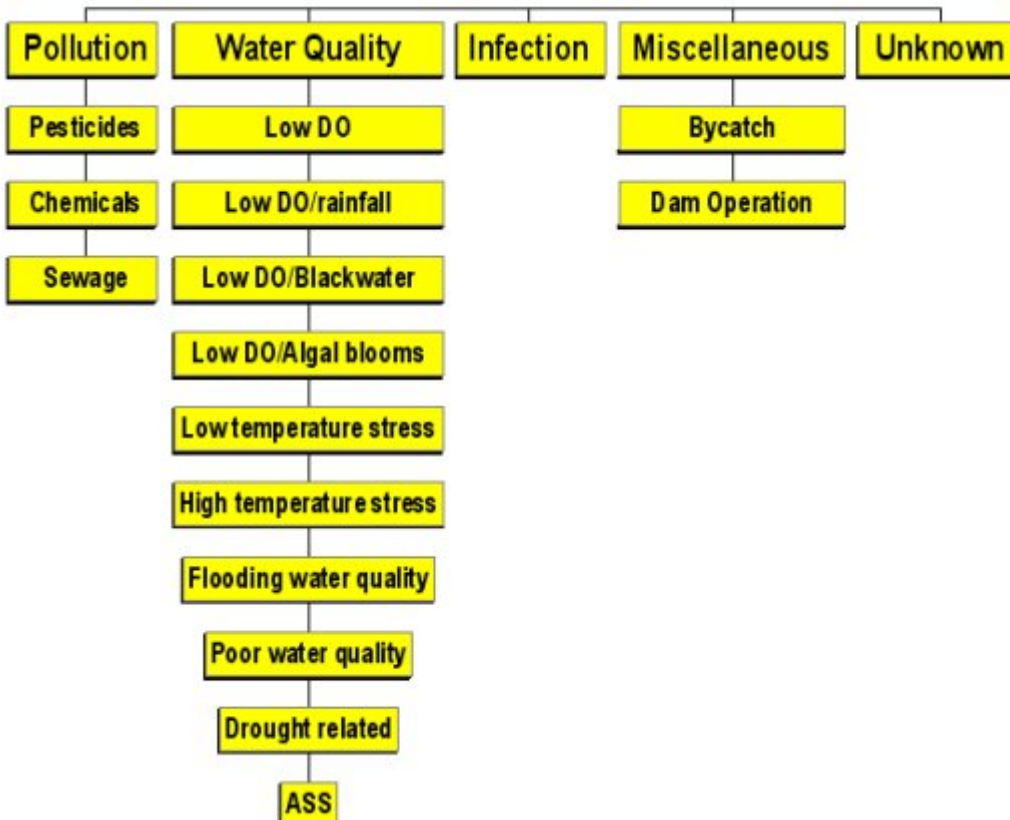 Pollution
Water Quality
Infection
Miscellaneous
Unknown
Pesticides
Low DO
Bycatch
Chemicals
Low DO/rainfall
Dam Operation
Sewage
Low DO/Blackwater
Low DO/Algal blooms
Low temperature stress
High temperature stress
Flooding water quality
Poor water quality
Drought related
ASS